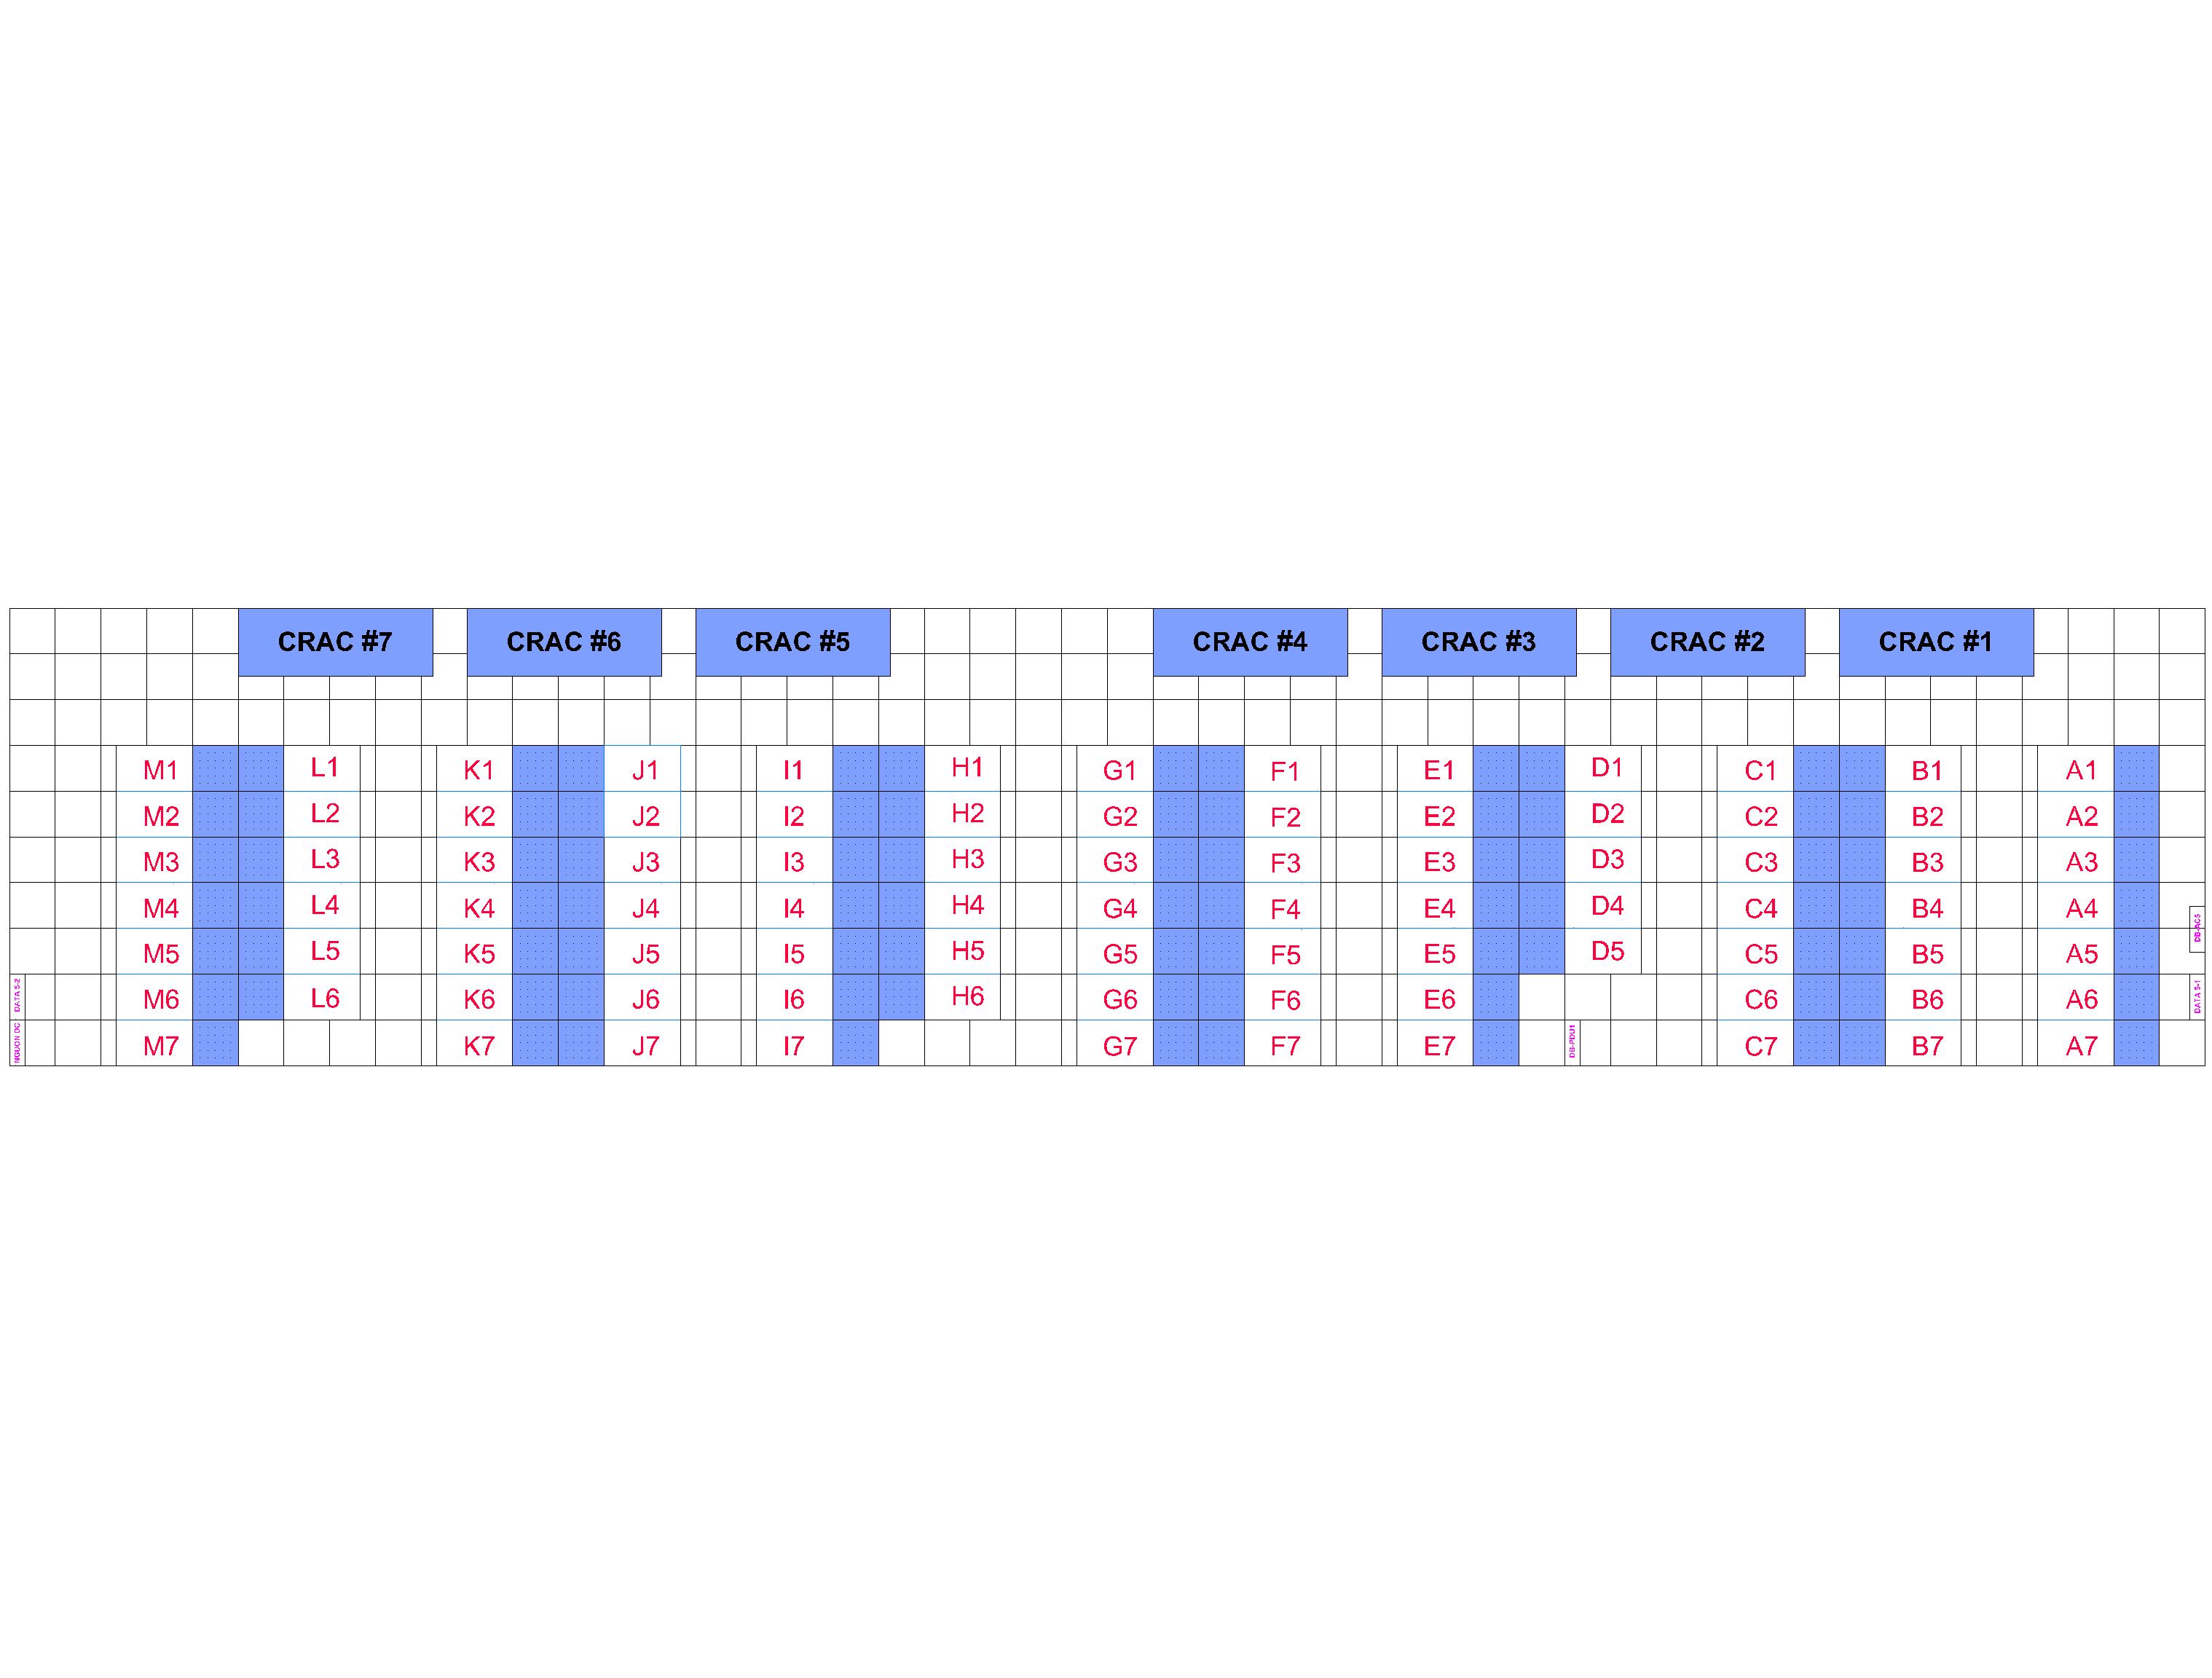 CRAC #7 CRAC #6 CRAC #5 CRAC #4 CRAC #3 CRAC #2 CRAC #1
M1 L1 K1 J1 I1 H1 G1 F1 E1 D1 C1 B1 A1
M2 L2 K2 J2 I2 H2 G2 F2 E2 D2 C2 B2 A2
M3 L3 K3 J3 I3 H3 G3 F3 E3 D3 C3 B3 A3
M4 L4 K4 J4 I4 H4 G4 F4 E4 D4 C4 B4 A4
DB-AC5
M5 L5 K5 J5 I5 H5 G5 F5 E5 D5 C5 B5 A5
DATA 5-2
M6 L6 K6 J6 I6 H6 G6 F6 E6 C6 B6 A6
DATA 5-1
NGUON DC
M7 K7 J7 I7 G7 F7 E7
DB-PDU1
C7 B7 A7